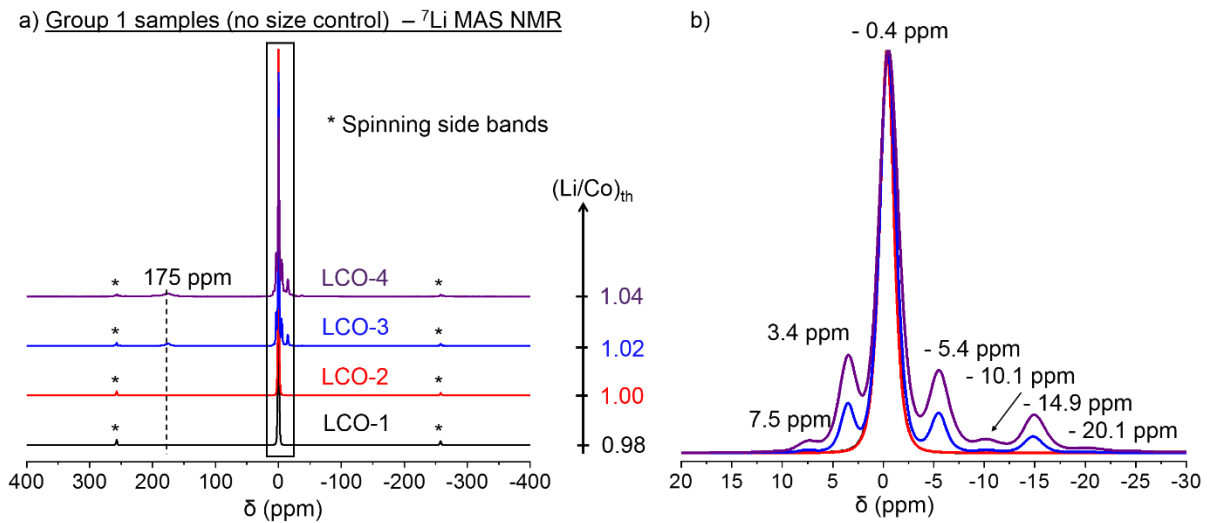 a) Group 1 samples (no size control) – ⁷Li MAS NMR
* Spinning side bands
(Li/Co)th
175 ppm
* * LCO-4 1.04
* * LCO-3 1.02
* * LCO-2 1.00
* * LCO-1 0.98
400 300 200 100 0 -100 -200 -300 -400
δ (ppm)
b)
- 0.4 ppm
3.4 ppm
- 5.4 ppm
- 10.1 ppm
- 14.9 ppm
7.5 ppm
- 20.1 ppm
20 15 10 5 0 -5 -10 -15 -20 -25 -30
δ (ppm)